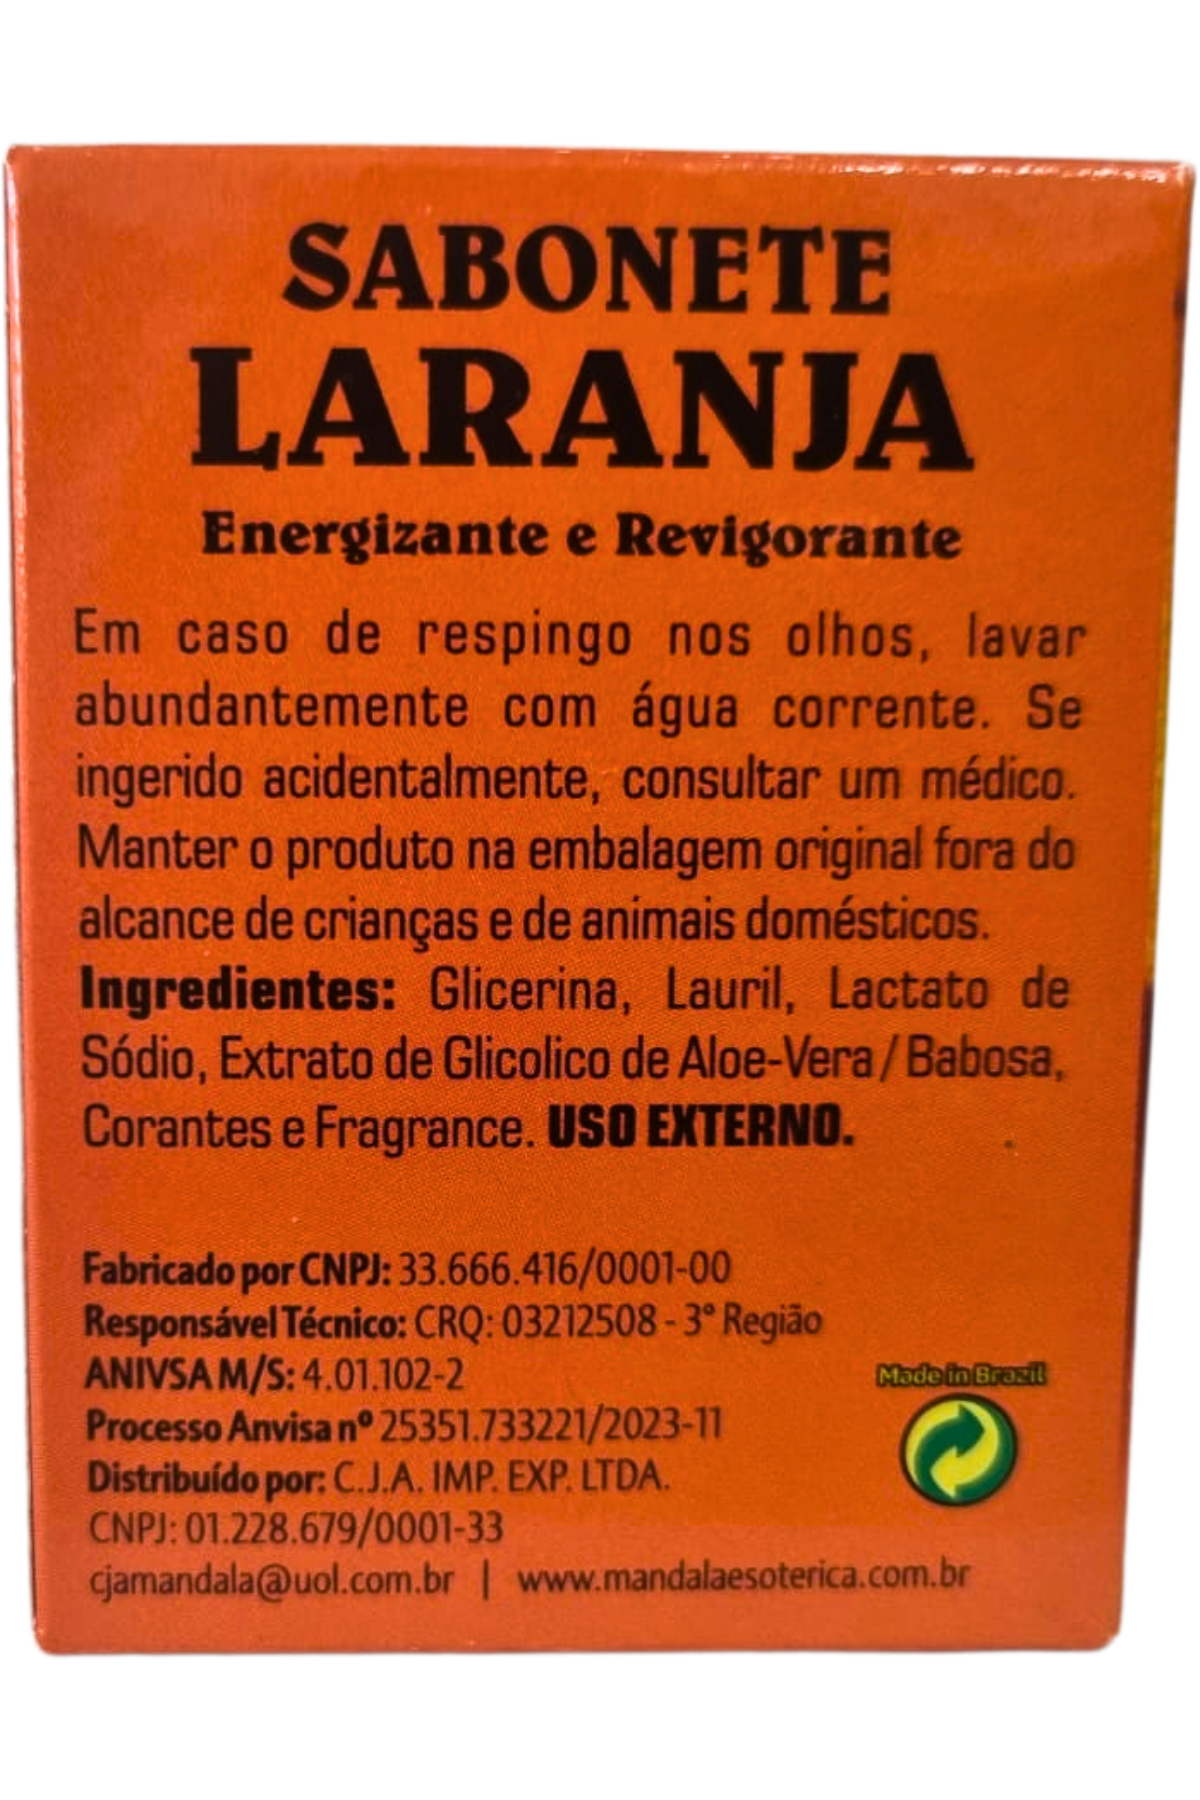 SABONETE
LARANJA
Energizante e Revigorante
Em caso de respingo nos olhos, lavar
abundantemente com água corrente. Se
ingerido acidentalmente, consultar um médico.
Manter o produto na embalagem original fora do
alcance de crianças e de animais domésticos.
Ingredientes: Glicerina, Lauril, Lactato de
Sódio, Extrato de Glicolico de Aloe-Vera / Babosa,
Corantes e Fragrance. USO EXTERNO.
Fabricado por CNPJ: 33.666.416/0001-00
Responsável Técnico: CRQ: 03212508 - 3° Região
ANIVSA M/S: 4.01.102-2
Processo Anvisa nº 25351.733221/2023-11
Distribuído por: C.J.A. IMP. EXP. LTDA.
CNPJ: 01.228.679/0001-33
cjamandala@uol.com.br | www.mandalaesoterica.com.br
Made in Brazil